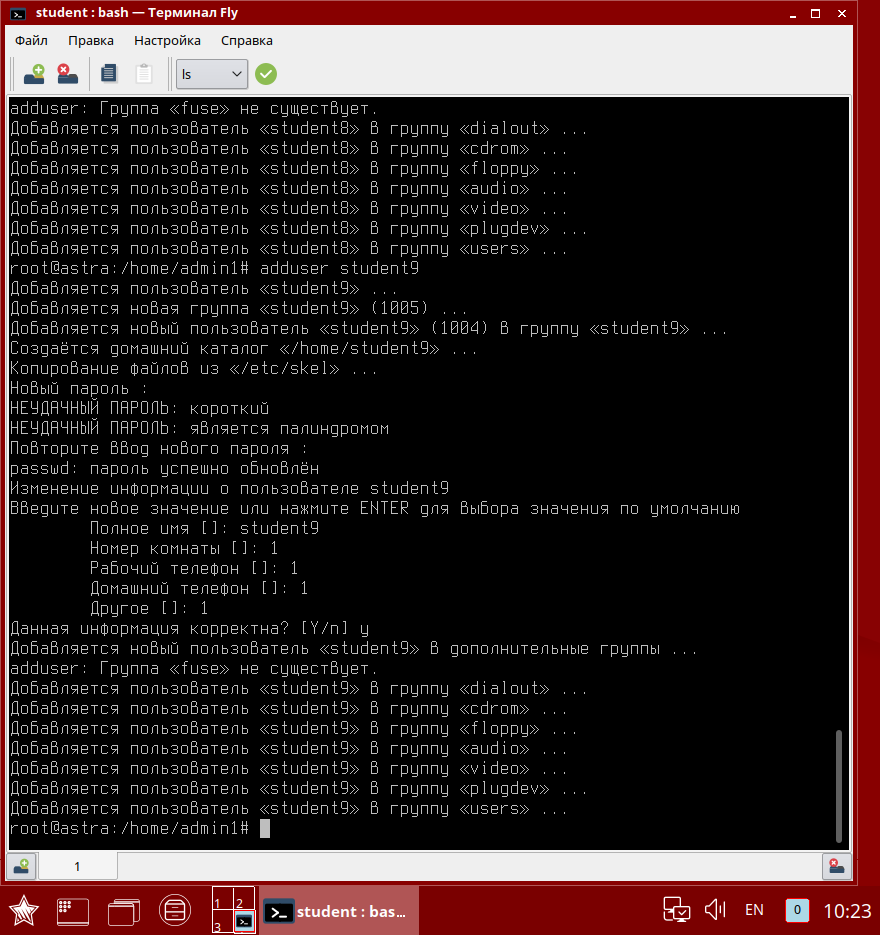 student : bash — Терминал Fly
Файл Правка Настройка Справка
ls
adduser: Группа «fuse» не существует.
Добавляется пользователь «student8» в группу «dialout» ...
Добавляется пользователь «student8» в группу «cdrom» ...
Добавляется пользователь «student8» в группу «floppy» ...
Добавляется пользователь «student8» в группу «audio» ...
Добавляется пользователь «student8» в группу «video» ...
Добавляется пользователь «student8» в группу «plugdev» ...
Добавляется пользователь «student8» в группу «users» ...
root@astra:/home/admin1# adduser student9
Добавляется пользователь «student9» ...
Добавляется новая группа «student9» (1005) ...
Добавляется новый пользователь «student9» (1004) в группу «student9» ...
Создаётся домашний каталог «/home/student9» ...
Копирование файлов из «/etc/skel» ...
Новый пароль :
НЕУДАЧНЫЙ ПАРОЛЬ: короткий
НЕУДАЧНЫЙ ПАРОЛЬ: является палиндромом
Повторите ввод нового пароля :
passwd: пароль успешно обновлён
Изменение информации о пользователе student9
Введите новое значение или нажмите ENTER для выбора значения по умолчанию
Полное имя []: student9
Номер комнаты []: 1
Рабочий телефон []: 1
Домашний телефон []: 1
Другое []: 1
Данная информация корректна? [Y/n] y
Добавляется новый пользователь «student9» в дополнительные группы ...
adduser: Группа «fuse» не существует.
Добавляется пользователь «student9» в группу «dialout» ...
Добавляется пользователь «student9» в группу «cdrom» ...
Добавляется пользователь «student9» в группу «floppy» ...
Добавляется пользователь «student9» в группу «audio» ...
Добавляется пользователь «student9» в группу «video» ...
Добавляется пользователь «student9» в группу «plugdev» ...
Добавляется пользователь «student9» в группу «users» ...
root@astra:/home/admin1#
1
1 2
3
student : bas...
EN 0 10:23